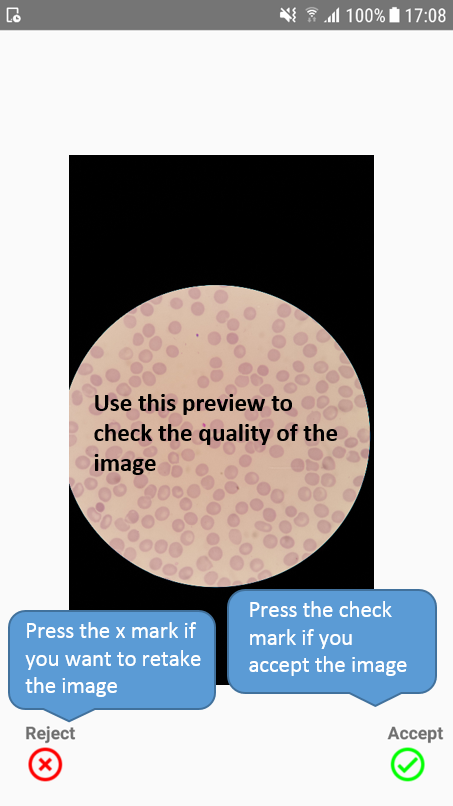 100% 17:08
Use this preview to
check the quality of the
image
Press the x mark if
you want to retake
the image
Press the check
mark if you
accept the image
Reject
Accept